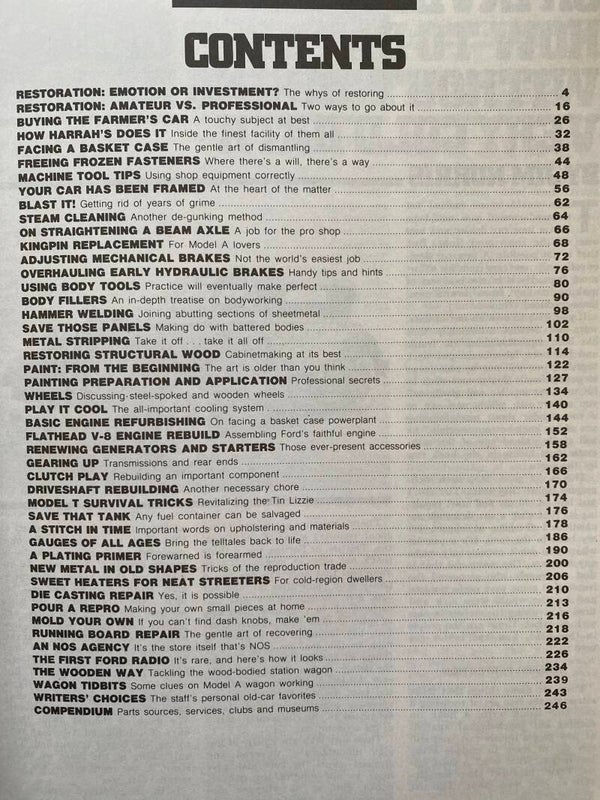 CONTENTS
RESTORATION: EMOTION OR INVESTMENT? The whys of restoring 4
RESTORATION: AMATEUR VS. PROFESSIONAL Two ways to go about it 16
BUYING THE FARMER'S CAR A touchy subject at best 26
HOW HARRAH'S DOES IT Inside the finest facility of them all 32
FACING A BASKET CASE The gentle art of dismantling 38
FREEING FROZEN FASTENERS Where there's a will, there's a way 44
MACHINE TOOL TIPS Using shop equipment correctly 48
YOUR CAR HAS BEEN FRAMED At the heart of the matter 56
BLAST IT! Getting rid of years of grime 62
STEAM CLEANING Another de-gunking method 64
ON STRAIGHTENING A BEAM AXLE A job for the pro shop 66
KINGPIN REPLACEMENT For Model A lovers 68
ADJUSTING MECHANICAL BRAKES Not the world's easiest job 72
OVERHAULING EARLY HYDRAULIC BRAKES Handy tips and hints 76
USING BODY TOOLS Practice will eventually make perfect 80
BODY FILLERS An in-depth treatise on bodyworking 90
HAMMER WELDING Joining abutting sections of sheetmetal 98
SAVE THOSE PANELS Making do with battered bodies 102
METAL STRIPPING Take it off . . . take it all off 110
RESTORING STRUCTURAL WOOD Cabinetmaking at its best 114
PAINT: FROM THE BEGINNING The art is older than you think 122
PAINTING PREPARATION AND APPLICATION Professional secrets 127
WHEELS Discussing steel-spoked and wooden wheels 134
PLAY IT COOL The all-important cooling system 140
BASIC ENGINE REFURBISHING On facing a basket case powerplant 144
FLATHEAD V-8 ENGINE REBUILD Assembling Ford's faithful engine 152
RENEWING GENERATORS AND STARTERS Those ever-present accessories 158
GEARING UP Transmissions and rear ends 162
CLUTCH PLAY Rebuilding an important component 166
DRIVESHAFT REBUILDING Another necessary chore 170
MODEL T SURVIVAL TRICKS Revitalizing the Tin Lizzie 174
SAVE THAT TANK Any fuel container can be salvaged 176
A STITCH IN TIME Important words on upholstering and materials 178
GAUGES OF ALL AGES Bring the telltales back to life 186
A PLATING PRIMER Forewarned is forearmed 190
NEW METAL IN OLD SHAPES Tricks of the reproduction trade 200
SWEET HEATERS FOR NEAT STREETERS For cold-region dwellers 206
DIE CASTING REPAIR Yes, it is possible 210
POUR A REPRO Making your own small pieces at home 213
MOLD YOUR OWN If you can't find dash knobs, make 'em 216
RUNNING BOARD REPAIR The gentle art of recovering 218
AN NOS AGENCY It's the store itself that's NOS 222
THE FIRST FORD RADIO It's rare, and here's how it looks 226
THE WOODEN WAY Tackling the wood-bodied station wagon 234
WAGON TIDBITS Some clues on Model A wagon working 239
WRITERS' CHOICES The staff's personal old-car favorites 243
COMPENDIUM Parts sources, services, clubs and museums 246